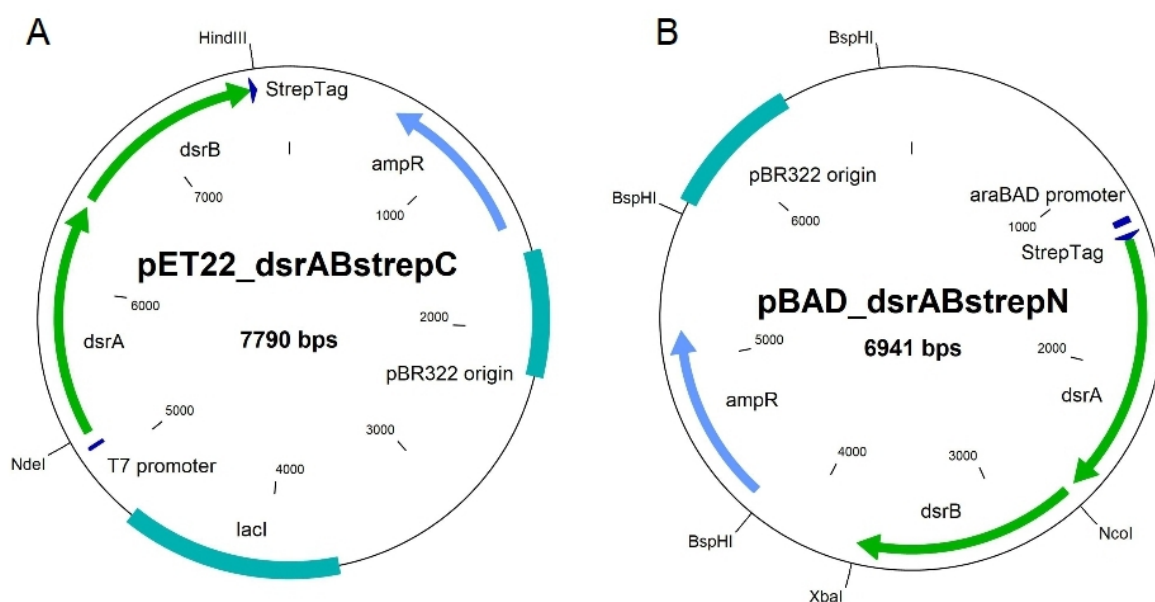 A
HindIII
StrepTag
dsrB
ampR
7000
1000
pET22_dsrABstrepC
6000
2000
7790 bps
dsrA
pBR322 origin
5000
3000
NdeI
T7 promoter
4000
lacI
B
BspHI
pBR322 origin
araBAD promoter
BspHI
6000
1000
StrepTag
pBAD_dsrABstrepN
5000
6941 bps
2000
dsrA
ampR
4000
3000
dsrB
BspHI
NcoI
XbaI